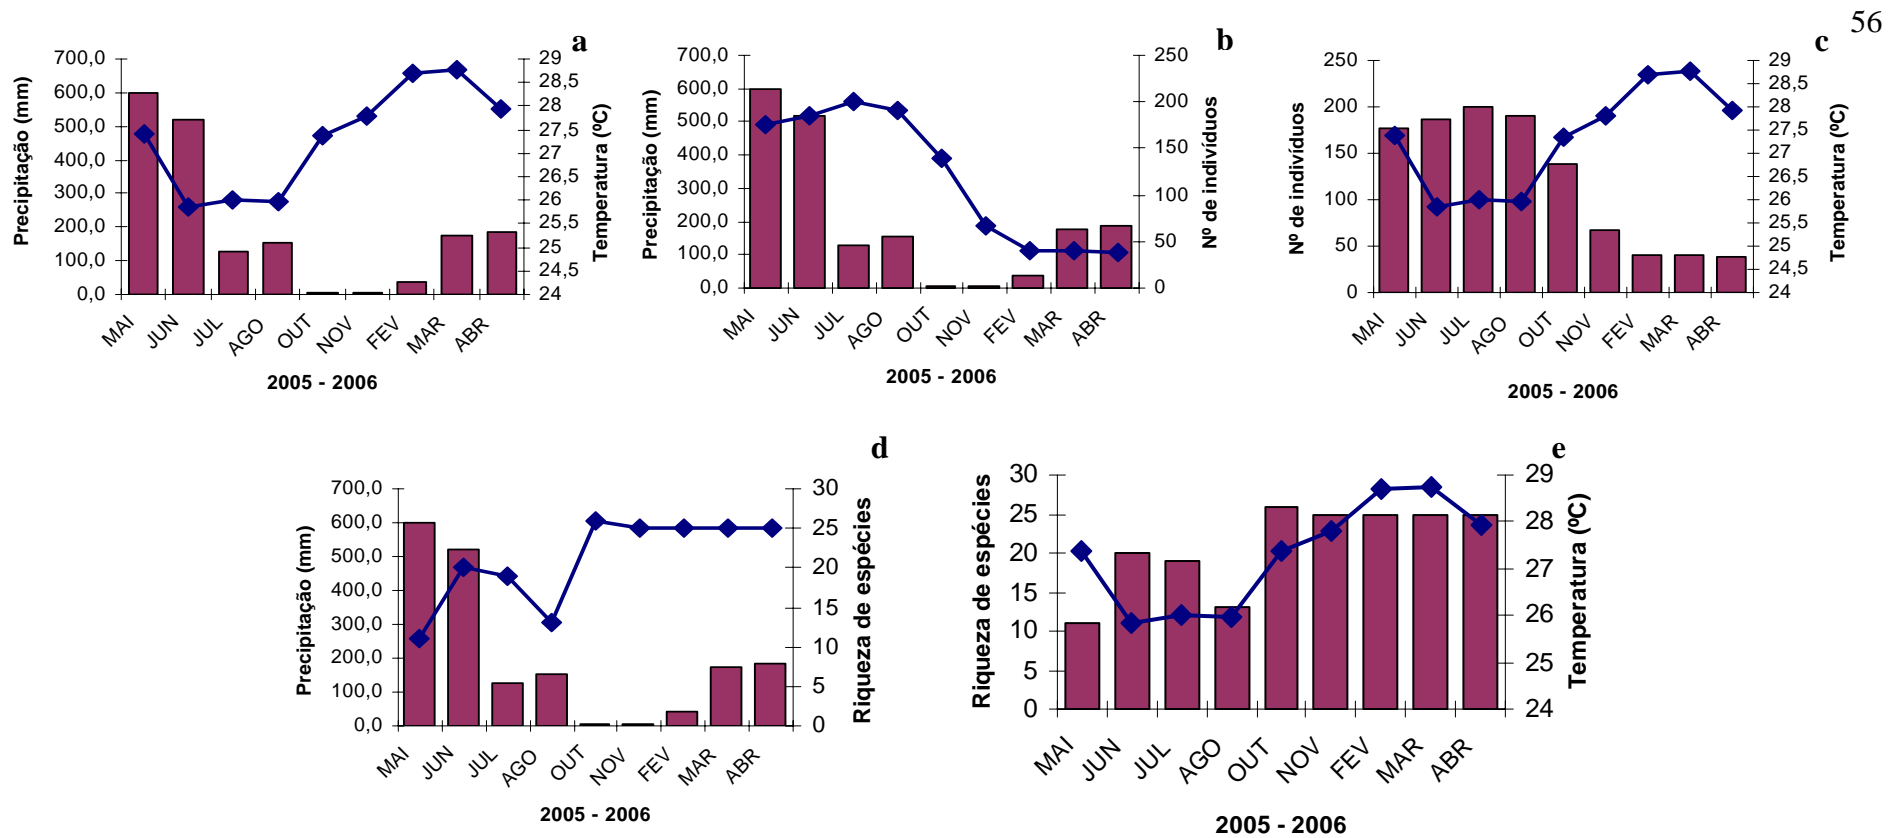 56
a
700,0
600,0
500,0
400,0
300,0
200,0
100,0
0,0
Precipitação (mm)
29
28,5
28
27,5
27
26,5
26
25,5
25
24,5
24
Temperatura (ºC)
MAI
JUN
JUL
AGO
OUT
NOV
FEV
MAR
ABR
2005 - 2006
b
700,0
600,0
500,0
400,0
300,0
200,0
100,0
0,0
Precipitação (mm)
250
200
150
100
50
0
Nº de indivíduos
MAI
JUN
JUL
AGO
OUT
NOV
FEV
MAR
ABR
2005 - 2006
c
250
200
150
100
50
0
Nº de indivíduos
29
28,5
28
27,5
27
26,5
26
25,5
25
24,5
24
Temperatura (ºC)
MAI
JUN
JUL
AGO
OUT
NOV
FEV
MAR
ABR
2005 - 2006
d
700,0
600,0
500,0
400,0
300,0
200,0
100,0
0,0
Precipitação (mm)
30
25
20
15
10
5
0
Riqueza de espécies
MAI
JUN
JUL
AGO
OUT
NOV
FEV
MAR
ABR
2005 - 2006
e
30
25
20
15
10
5
0
Riqueza de espécies
29
28
27
26
25
24
Temperatura (ºC)
MAI
JUN
JUL
AGO
OUT
NOV
FEV
MAR
ABR
2005 - 2006